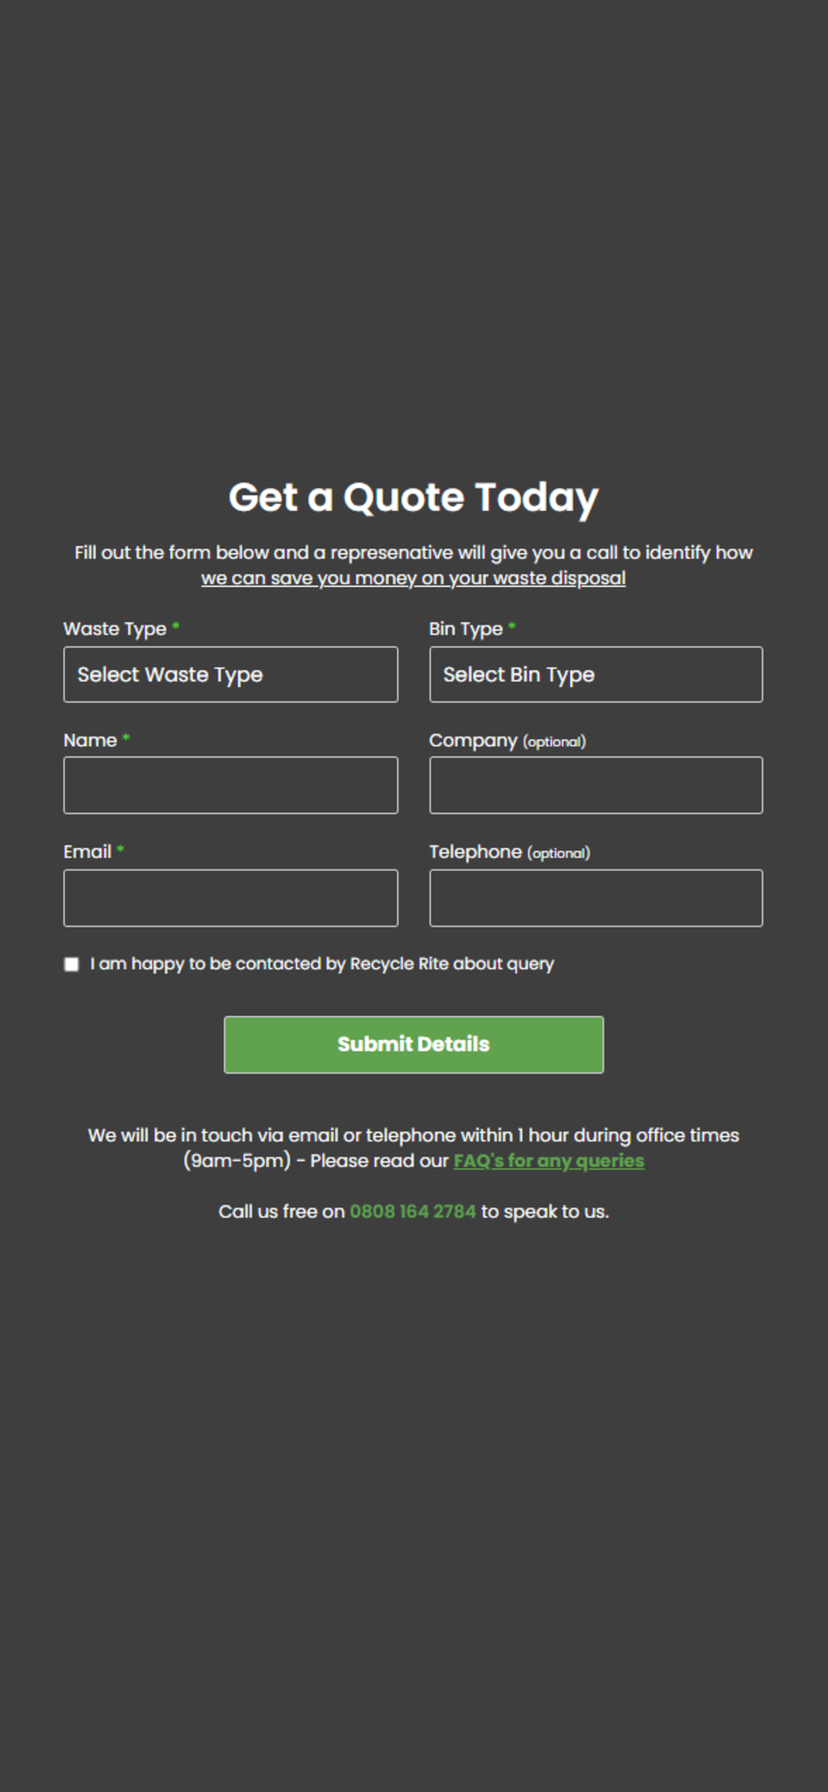 Get a Quote Today
Fill out the form below and a represenative will give you a call to identify how
we can save you money on your waste disposal
Waste Type *
Bin Type *
Select Waste Type
Select Bin Type
Name *
Company (optional)
Email *
Telephone (optional)
I am happy to be contacted by Recycle Rite about query
Submit Details
We will be in touch via email or telephone within 1 hour during office times
(9am-5pm) - Please read our FAQ's for any queries
Call us free on 0808 164 2784 to speak to us.